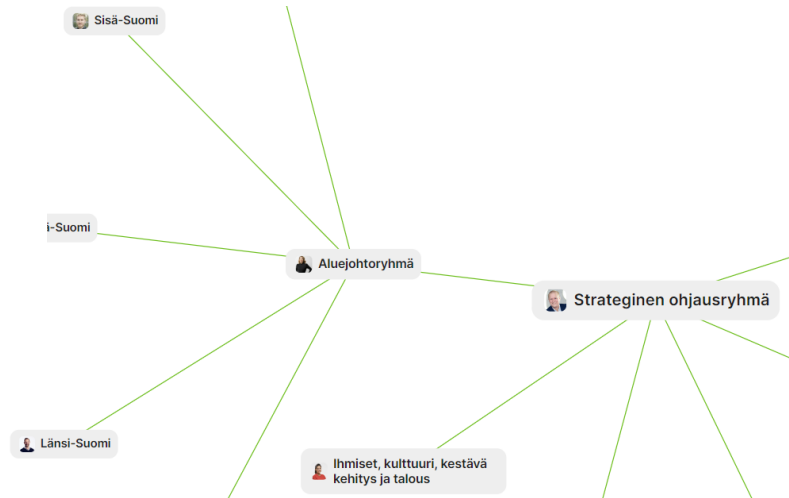 Sisä-Suomi
i-Suomi
Aluejohtoryhmä
Strateginen ohjausryhmä
Länsi-Suomi
Ihmiset, kulttuuri, kestävä
kehitys ja talous